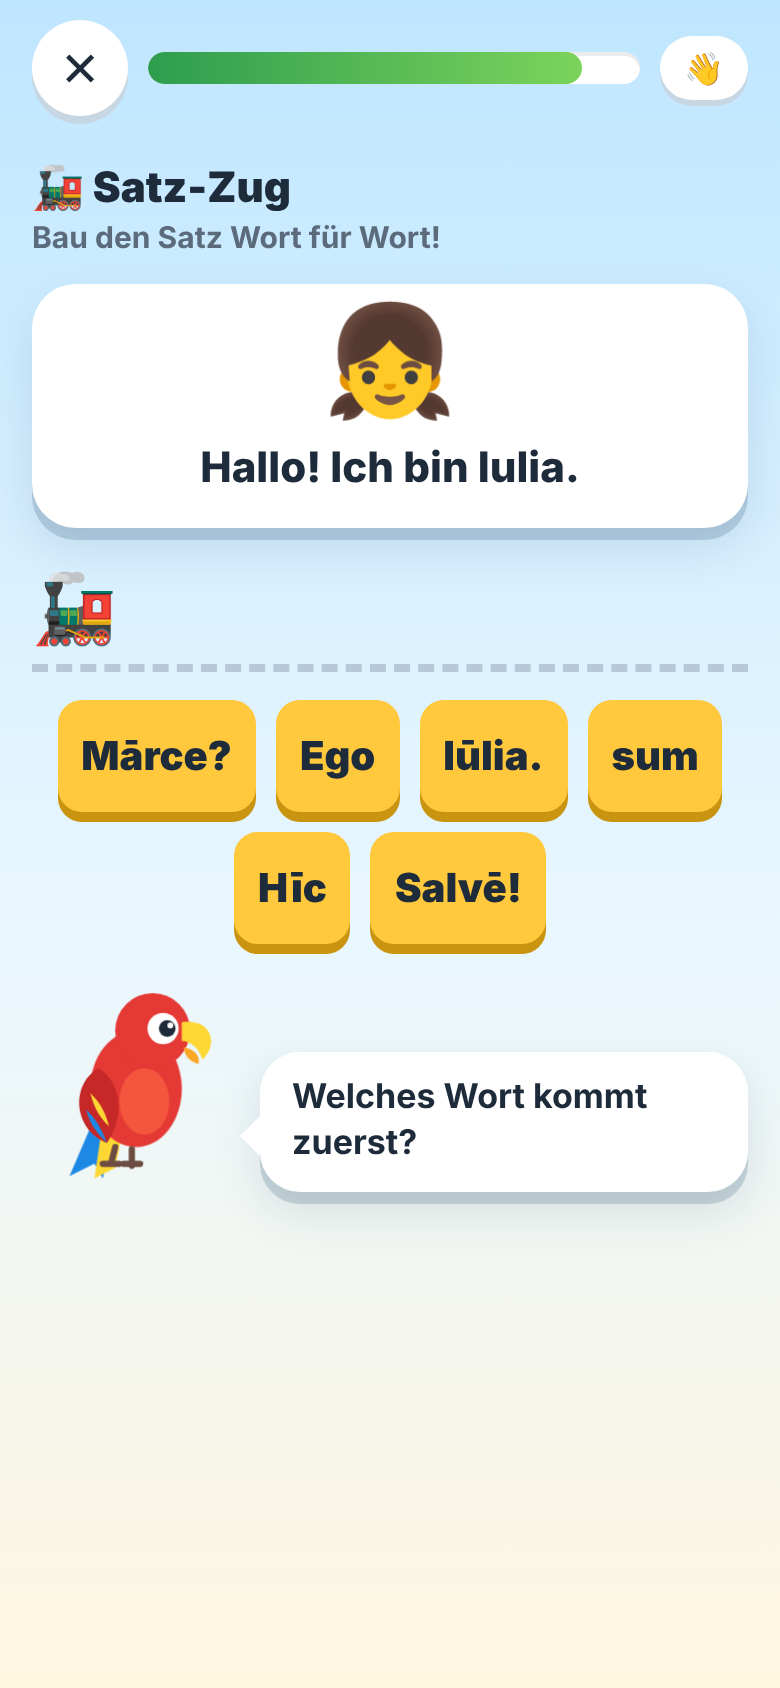 Satz-Zug
Bau den Satz Wort für Wort!
Hallo! Ich bin Iulia.
Mārce? Ego Iūlia. sum
Hīc Salvē!
Welches Wort kommt
zuerst?